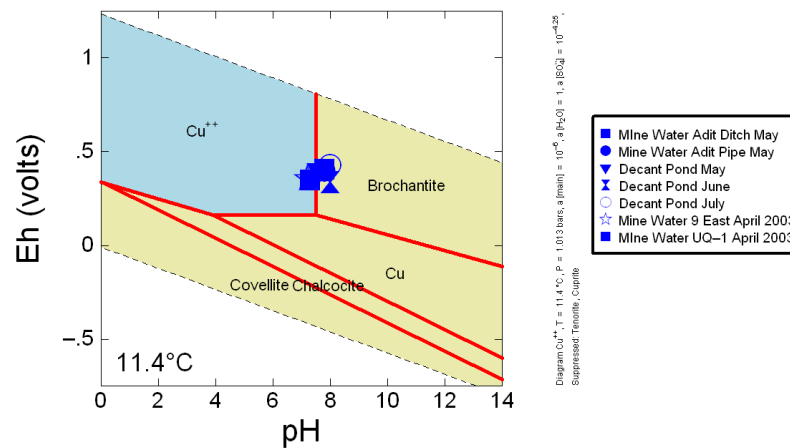 1
.5
0
−.5
Eh (volts)
Cu++
Brochantite
Cu
Covellite Chalcocite
11.4°C
0 2 4 6 8 10 12 14
pH
Diagram Cu++, T = 11.4 °C, P = 1.013 bars, a [main] = 10−6, a [H2O] = 1, a [SO4−−] = 10−4.25,
Suppressed: Tenorite, Cuprite
MIne Water Adit Ditch May
Mine Water Adit Pipe May
Decant Pond May
Decant Pond June
Decant Pond July
Mine Water 9 East April 2003
MIne Water UQ−1 April 2003